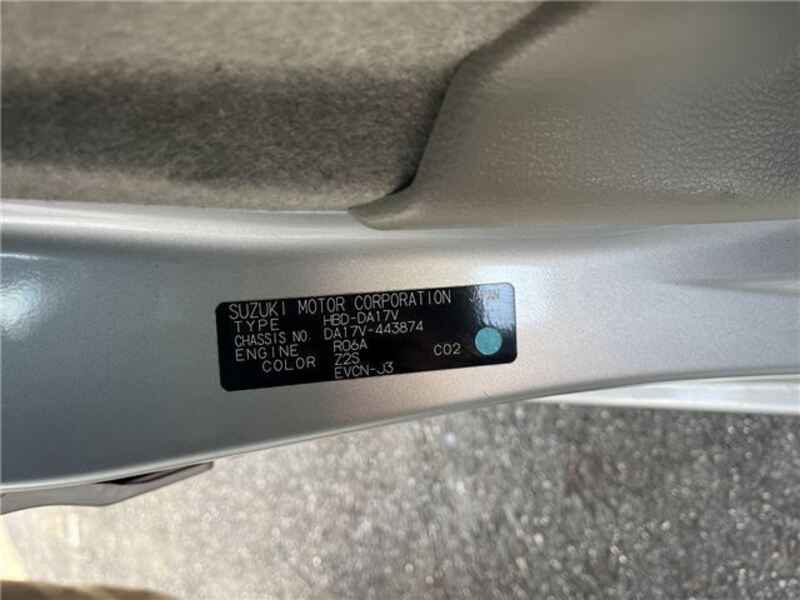 SUZUKI MOTOR CORPORATION JAPAN
TYPE HBD-DA17V
CHASSIS NO. DA17V-443874
ENGINE R06A
COLOR Z2S C02
EVCN-J3